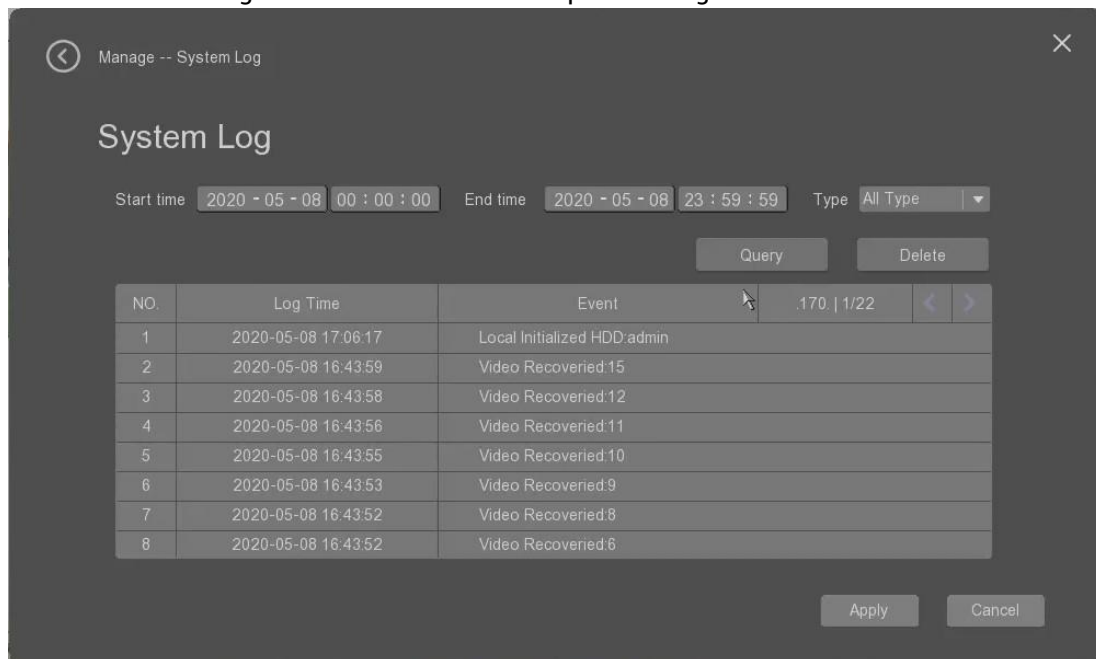 Manage -- System Log
System Log
Start time 2020 - 05 - 08 00 : 00 : 00 End time 2020 - 05 - 08 23 : 59 : 59 Type All Type
Query Delete
NO. Log Time Event .170. | 1/22
1 2020-05-08 17:06:17 Local Initialized HDD:admin
2 2020-05-08 16:43:59 Video Recoveried:15
3 2020-05-08 16:43:58 Video Recoveried:12
4 2020-05-08 16:43:56 Video Recoveried:11
5 2020-05-08 16:43:55 Video Recoveried:10
6 2020-05-08 16:43:53 Video Recoveried:9
7 2020-05-08 16:43:52 Video Recoveried:8
8 2020-05-08 16:43:52 Video Recoveried:6
Apply Cancel